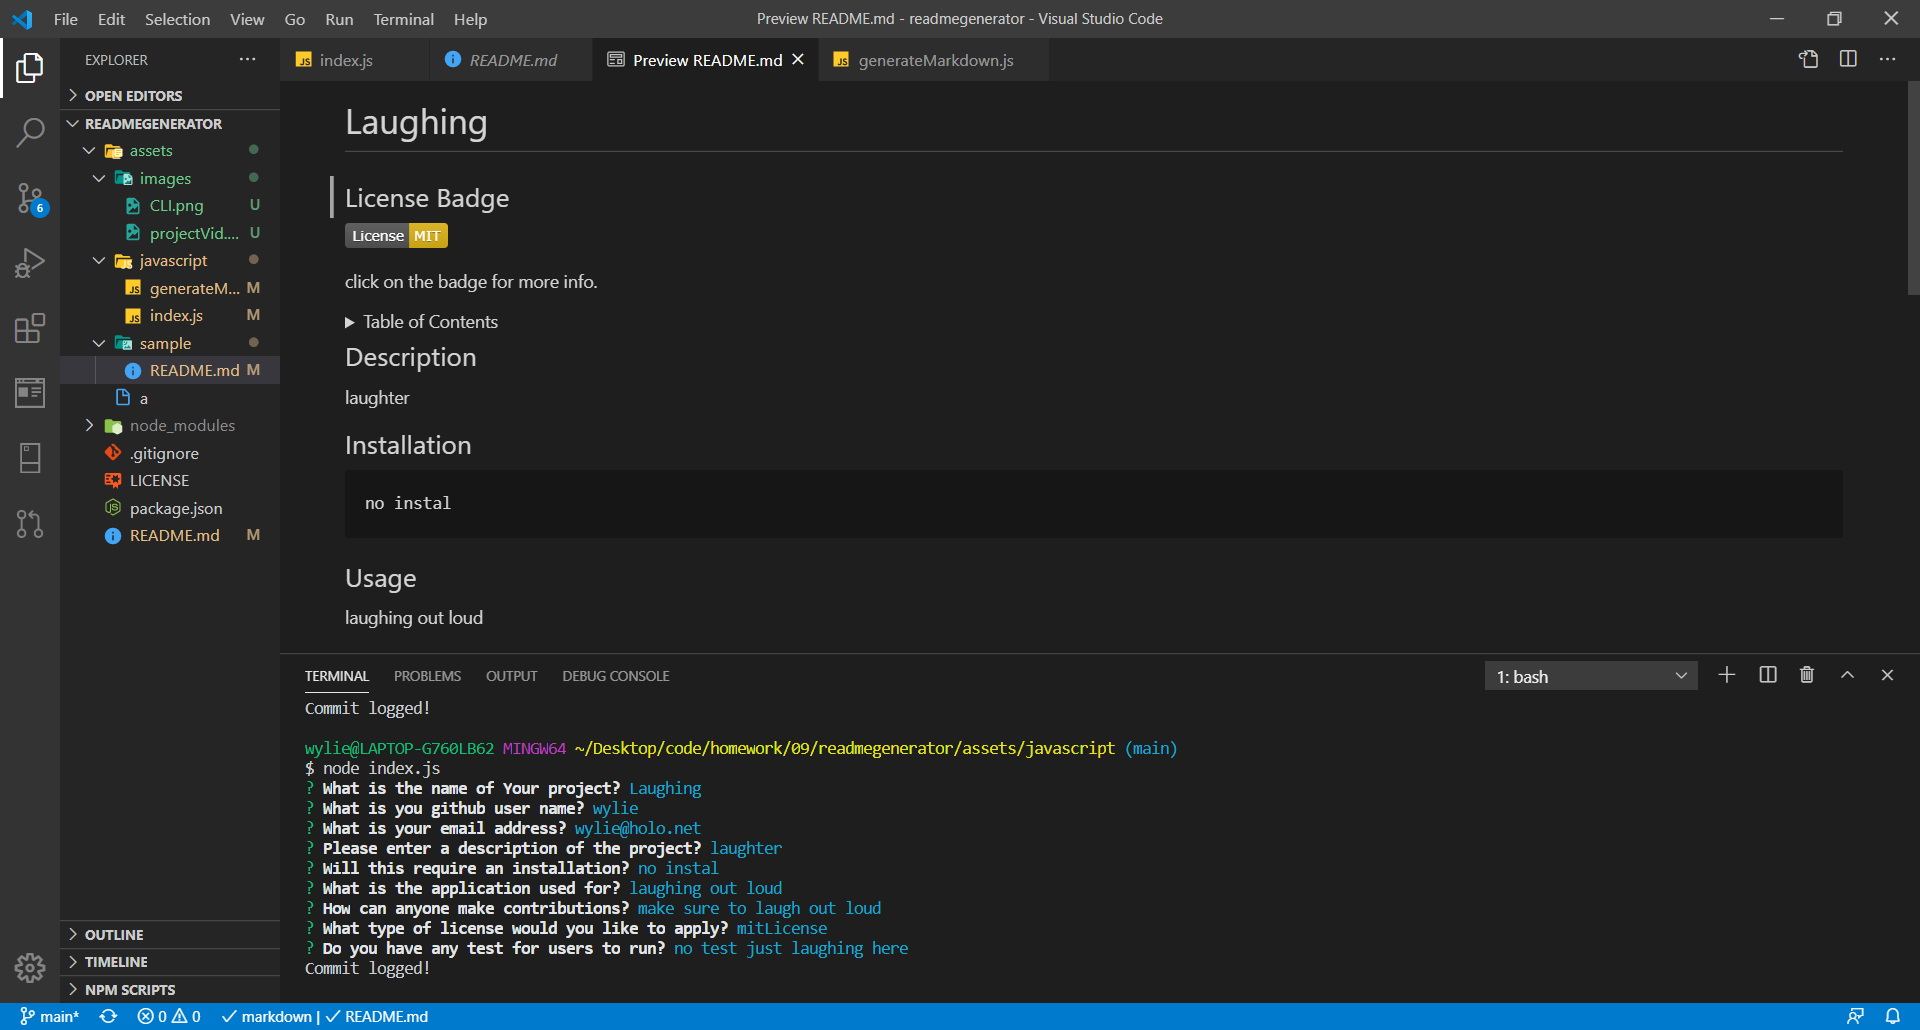 File Edit Selection View Go Run Terminal Help
Preview README.md - readmegenerator - Visual Studio Code
EXPLORER
index.js
README.md
Preview README.md
generateMarkdown.js
OPEN EDITORS
READMEGENERATOR
assets
images
CLI.png U
projectVid.... U
javascript
generateM... M
index.js M
sample
README.md M
a
node_modules
.gitignore
LICENSE
package.json
README.md M
OUTLINE
TIMELINE
NPM SCRIPTS
6
Laughing
License Badge
License MIT
click on the badge for more info.
Table of Contents
Description
laughter
Installation
no instal
Usage
laughing out loud
TERMINAL PROBLEMS OUTPUT DEBUG CONSOLE
1: bash
Commit logged!
wylie@LAPTOP-G760LB62 MINGW64 ~/Desktop/code/homework/09/readmegenerator/assets/javascript (main)
$ node index.js
? What is the name of Your project? Laughing
? What is you github user name? wylie
? What is your email address? wylie@holo.net
? Please enter a description of the project? laughter
? Will this require an installation? no instal
? What is the application used for? laughing out loud
? How can anyone make contributions? make sure to laugh out loud
? What type of license would you like to apply? mitLicense
? Do you have any test for users to run? no test just laughing here
Commit logged!
main* 0 0 markdown | README.md